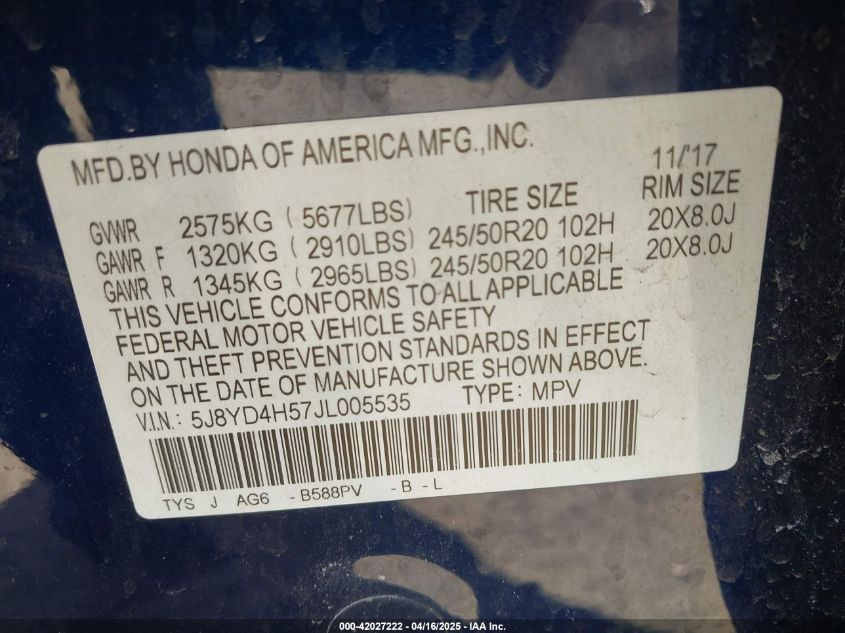 MFD.BY HONDA OF AMERICA MFG.,INC. 11/'17
TIRE SIZE RIM SIZE
GVWR 2575KG (5677LBS)
GAWR F 1320KG (2910LBS) 245/50R20 102H 20X8.0J
GAWR R 1345KG (2965LBS) 245/50R20 102H 20X8.0J
THIS VEHICLE CONFORMS TO ALL APPLICABLE
FEDERAL MOTOR VEHICLE SAFETY
AND THEFT PREVENTION STANDARDS IN EFFECT
ON THE DATE OF MANUFACTURE SHOWN ABOVE.
V.I.N.: 5J8YD4H57JL005535 TYPE: MPV
TYS J AG6 -B588PV -B-L
000-42027222 - 04/16/2025 - IAA Inc.